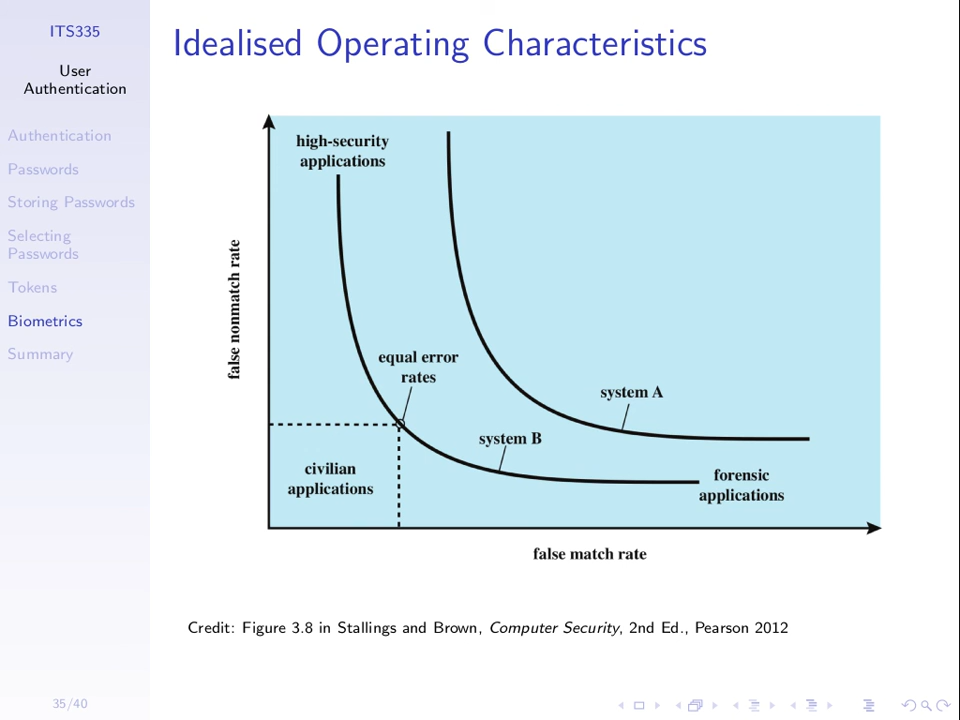 ITS335
User
Authentication
Authentication
Passwords
Storing Passwords
Selecting
Passwords
Tokens
Biometrics
Summary
35/40
Idealised Operating Characteristics
high-security
applications
false nonmatch rate
equal error
rates
system A
system B
civilian
applications
forensic
applications
false match rate
Credit: Figure 3.8 in Stallings and Brown, Computer Security, 2nd Ed., Pearson 2012